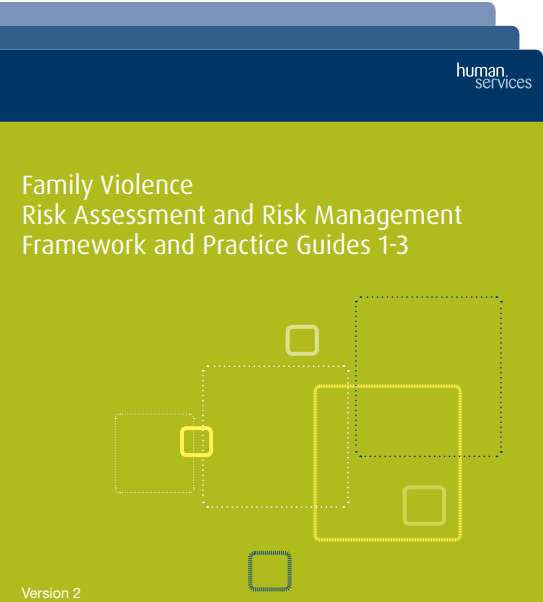 human.
services
Family Violence
Risk Assessment and Risk Management
Framework and Practice Guides 1-3
Version 2